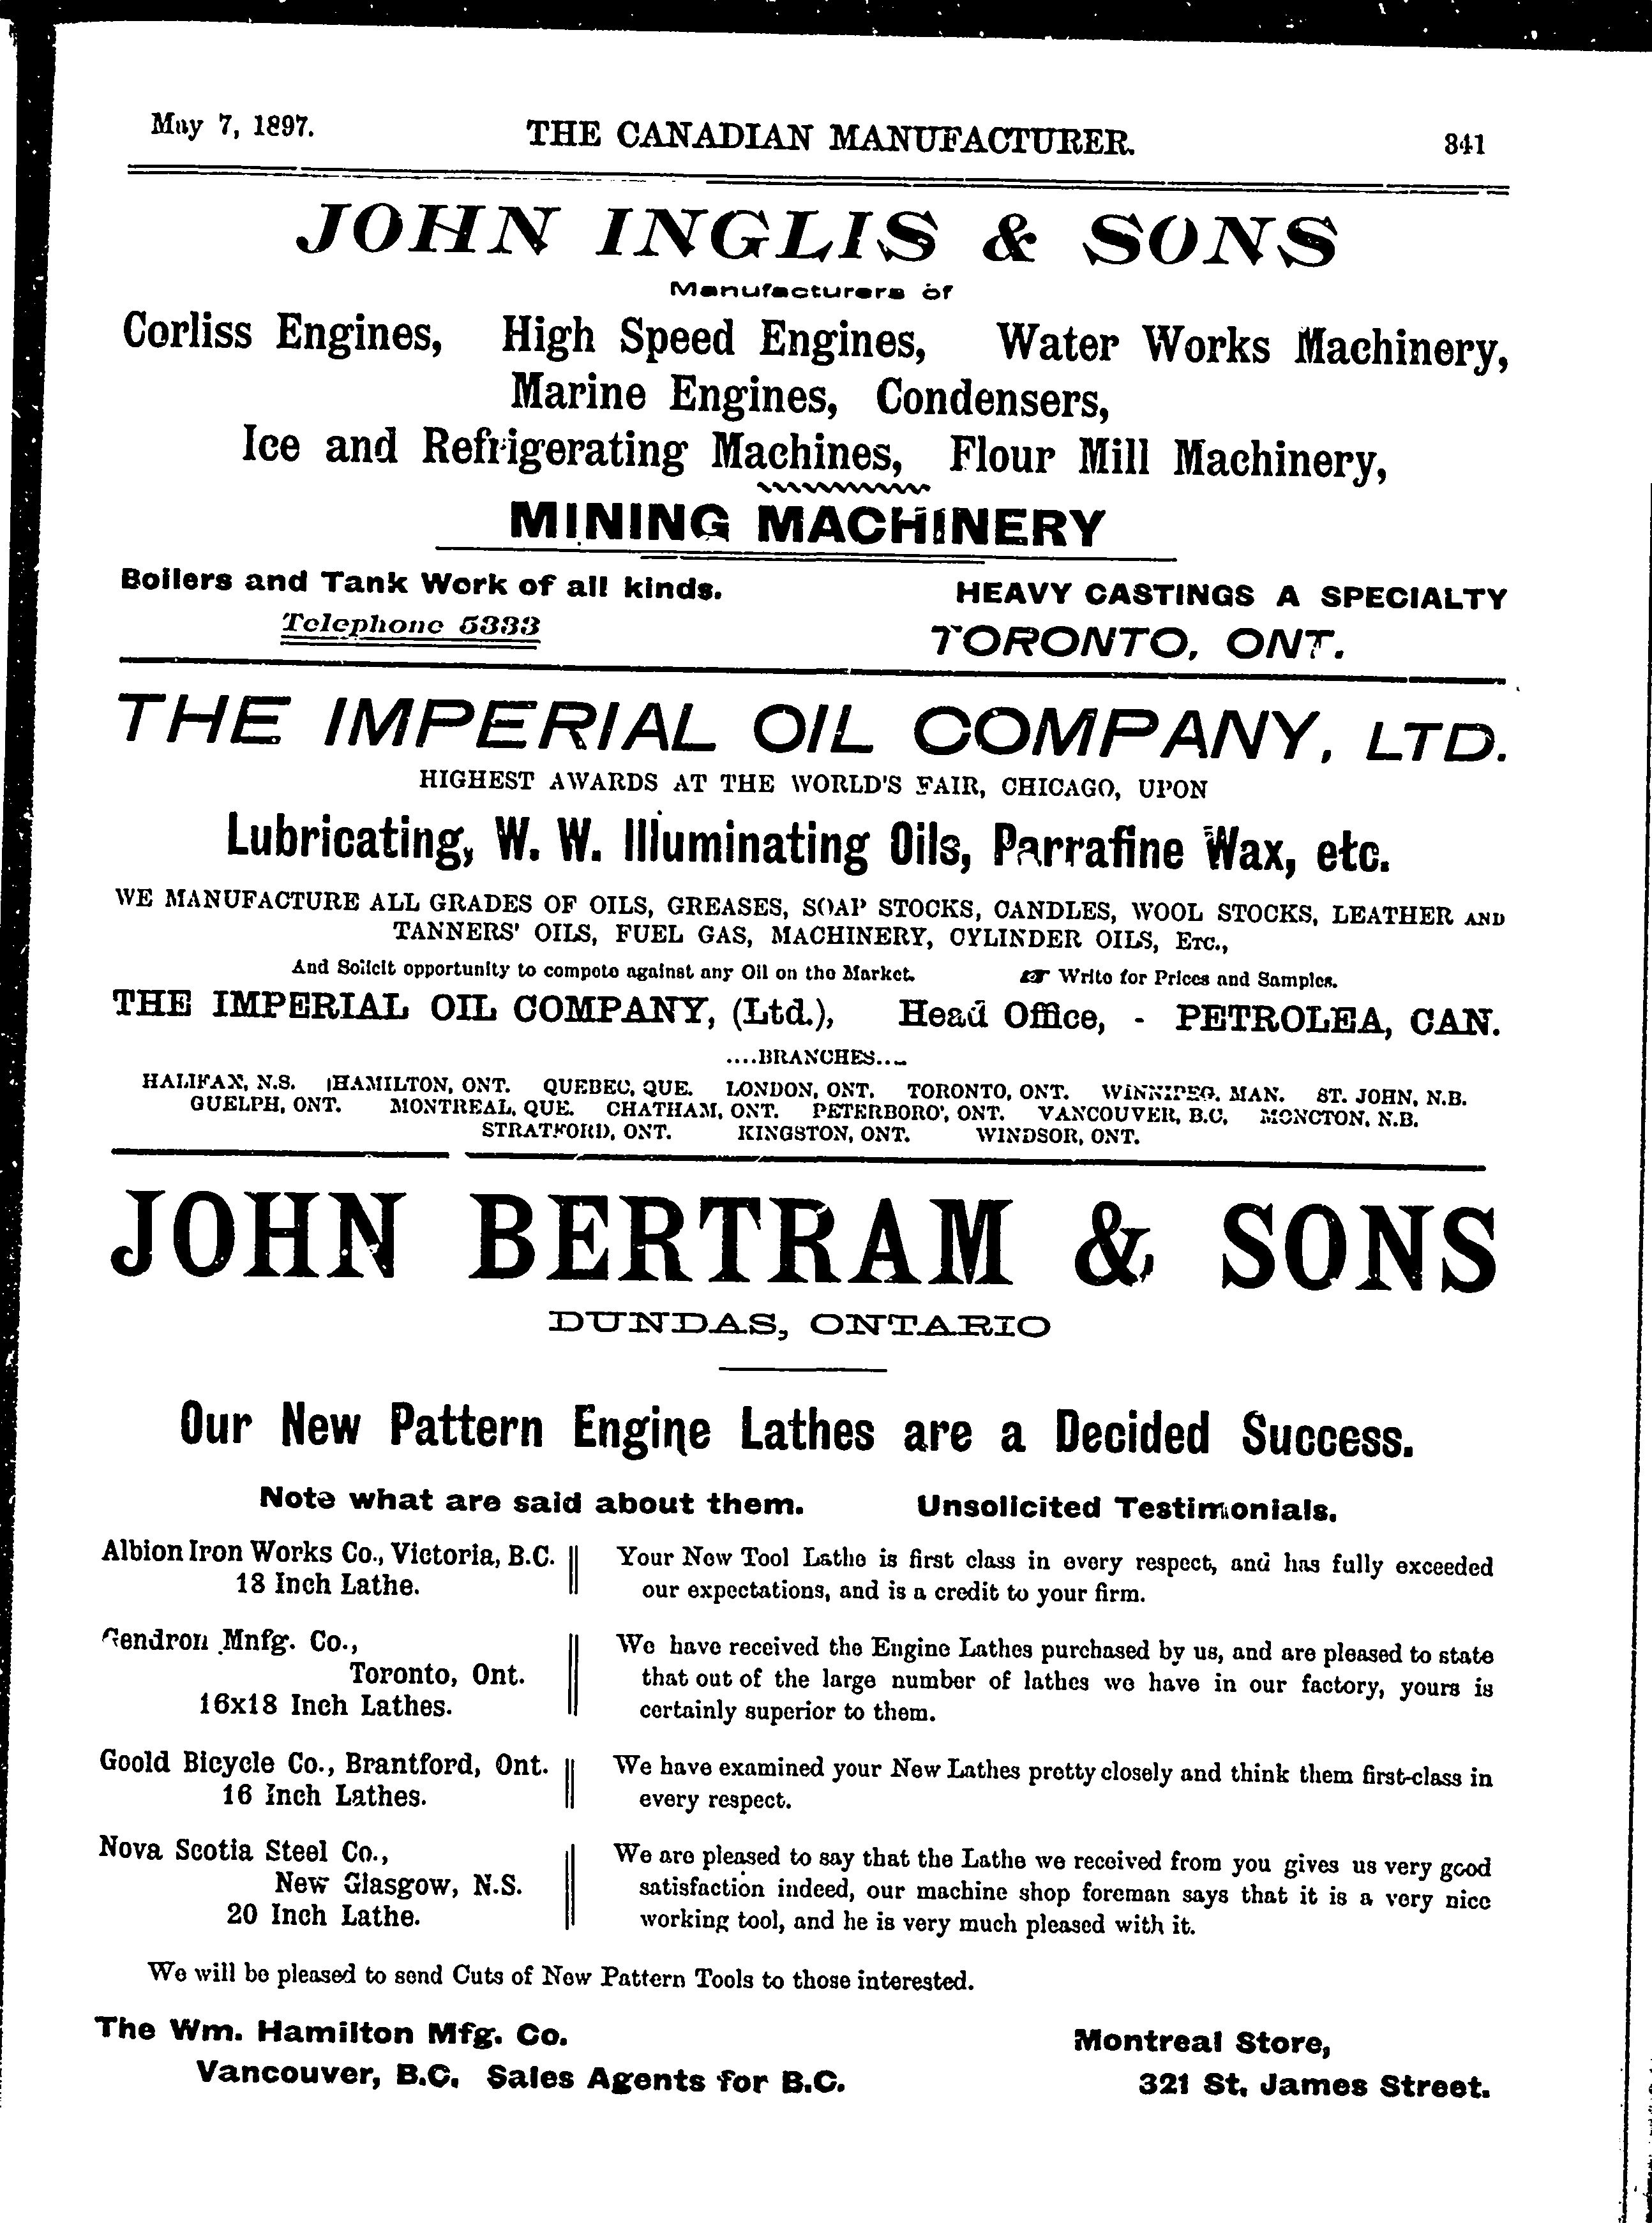 May 7, 1897. THE CANADIAN MANUFACTURER. 341
JOHN INGLIS & SONS
Manufacturers of
Corliss Engines, High Speed Engines, Water Works Machinery,
Marine Engines, Condensers,
Ice and Refrigerating Machines, Flour Mill Machinery,
MINING MACHINERY
Boilers and Tank Work of all kinds. HEAVY CASTINGS A SPECIALTY
Telephone 5333 TORONTO, ONT.
THE IMPERIAL OIL COMPANY, LTD.
HIGHEST AWARDS AT THE WORLD'S FAIR, CHICAGO, UPON
Lubricating, W. W. Illuminating Oils, Parrafine Wax, etc.
WE MANUFACTURE ALL GRADES OF OILS, GREASES, SOAP STOCKS, CANDLES, WOOL STOCKS, LEATHER AND
TANNERS' OILS, FUEL GAS, MACHINERY, CYLINDER OILS, ETC.,
And Solicit opportunity to compete against any Oil on the Market. ☞ Write for Prices and Samples.
THE IMPERIAL OIL COMPANY, (Ltd.), Head Office, - PETROLEA, CAN.
....BRANCHES....
HALIFAX, N.S. HAMILTON, ONT. QUEBEC, QUE. LONDON, ONT. TORONTO, ONT. WINNIPEG, MAN. ST. JOHN, N.B.
GUELPH, ONT. MONTREAL, QUE. CHATHAM, ONT. PETERBORO', ONT. VANCOUVER, B.C. MONCTON, N.B.
STRATFORD, ONT. KINGSTON, ONT. WINDSOR, ONT.
JOHN BERTRAM & SONS
DUNDAS, ONTARIO
Our New Pattern Engine Lathes are a Decided Success.
Note what are said about them. Unsolicited Testimonials.
Albion Iron Works Co., Victoria, B.C.
18 Inch Lathe.
Your New Tool Lathe is first class in every respect, and has fully exceeded
our expectations, and is a credit to your firm.
Gendron Mnfg. Co.,
Toronto, Ont.
16x18 Inch Lathes.
We have received the Engine Lathes purchased by us, and are pleased to state
that out of the large number of lathes we have in our factory, yours is
certainly superior to them.
Goold Bicycle Co., Brantford, Ont.
16 Inch Lathes.
We have examined your New Lathes pretty closely and think them first-class in
every respect.
Nova Scotia Steel Co.,
New Glasgow, N.S.
20 Inch Lathe.
We are pleased to say that the Lathe we received from you gives us very good
satisfaction indeed, our machine shop foreman says that it is a very nice
working tool, and he is very much pleased with it.
We will be pleased to send Cuts of New Pattern Tools to those interested.
The Wm. Hamilton Mfg. Co. Montreal Store,
Vancouver, B.C. Sales Agents for B.C. 321 St. James Street.